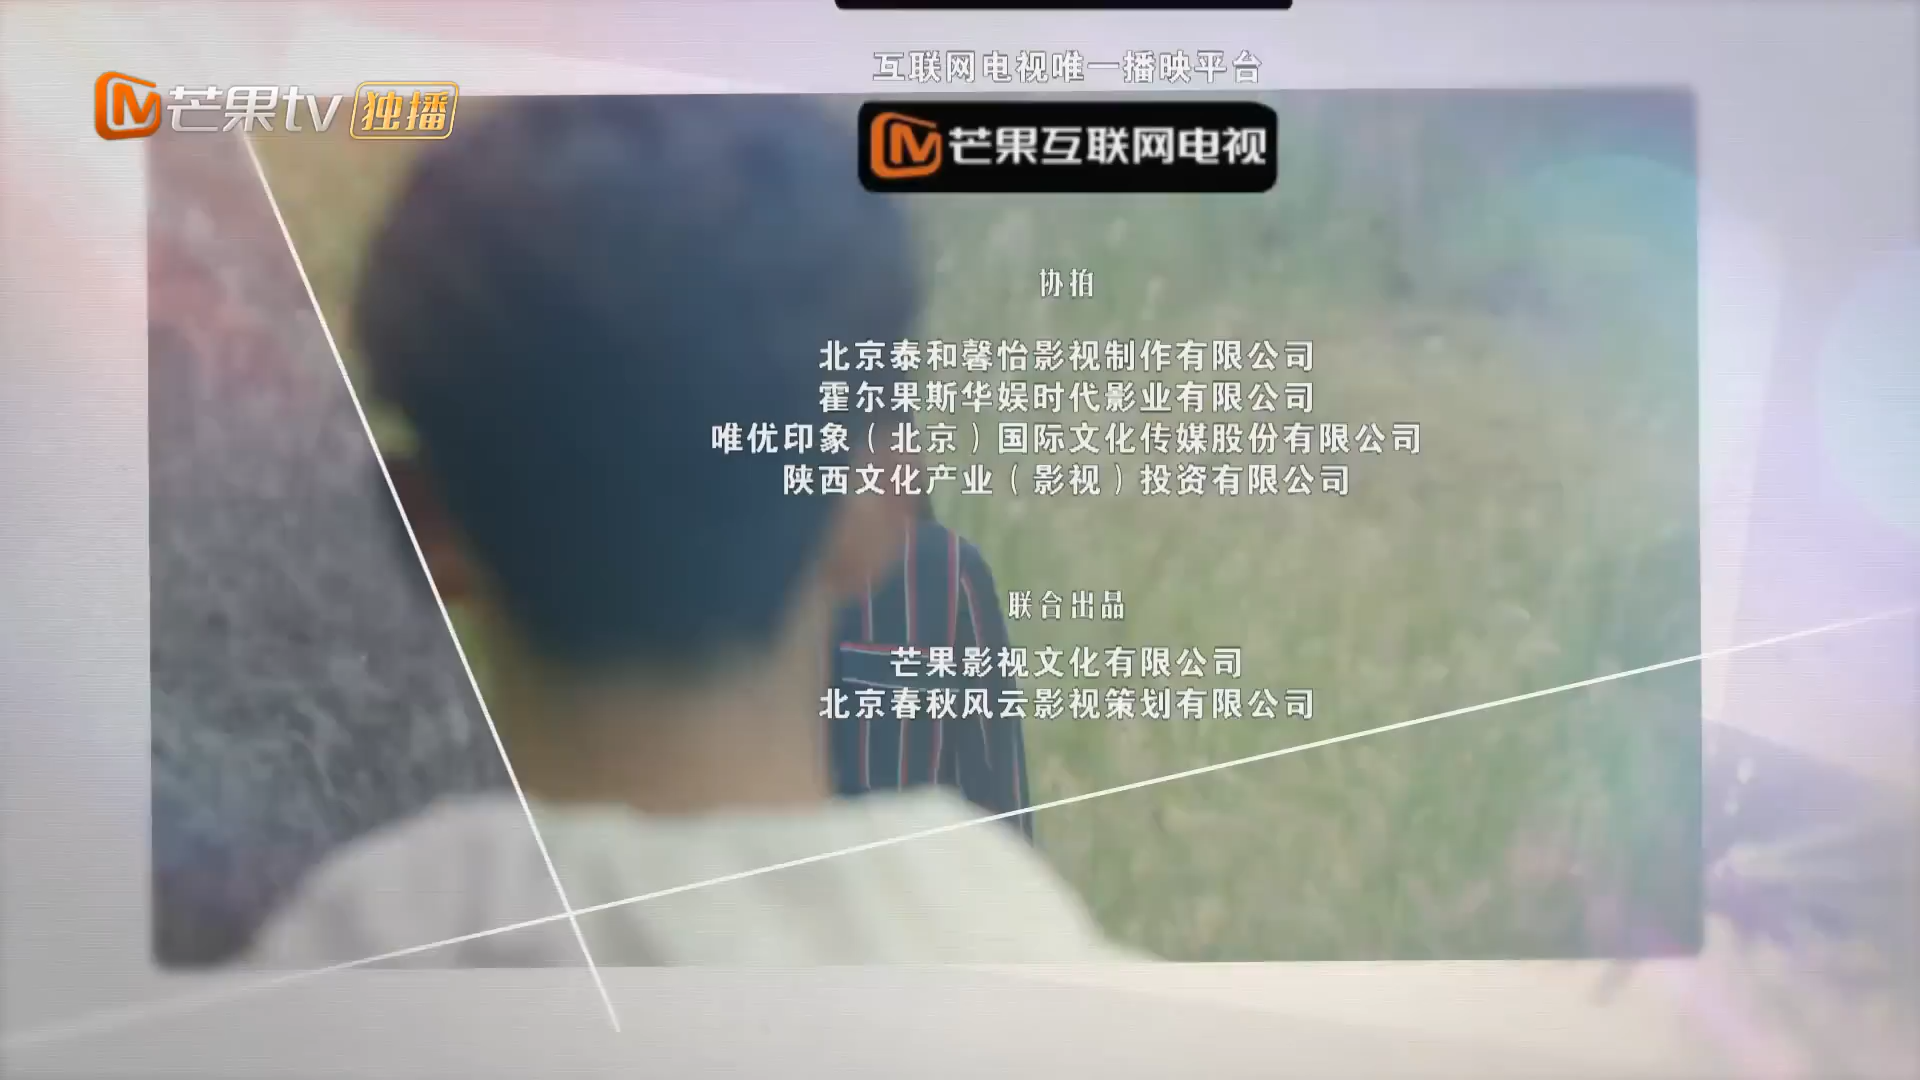 互联网电视唯一播映平台
芒果tv 独播
芒果互联网电视
协拍
北京泰和馨怡影视制作有限公司
霍尔果斯华娱时代影业有限公司
唯优印象（北京）国际文化传媒股份有限公司
陕西文化产业（影视）投资有限公司
联合出品
芒果影视文化有限公司
北京春秋风云影视策划有限公司